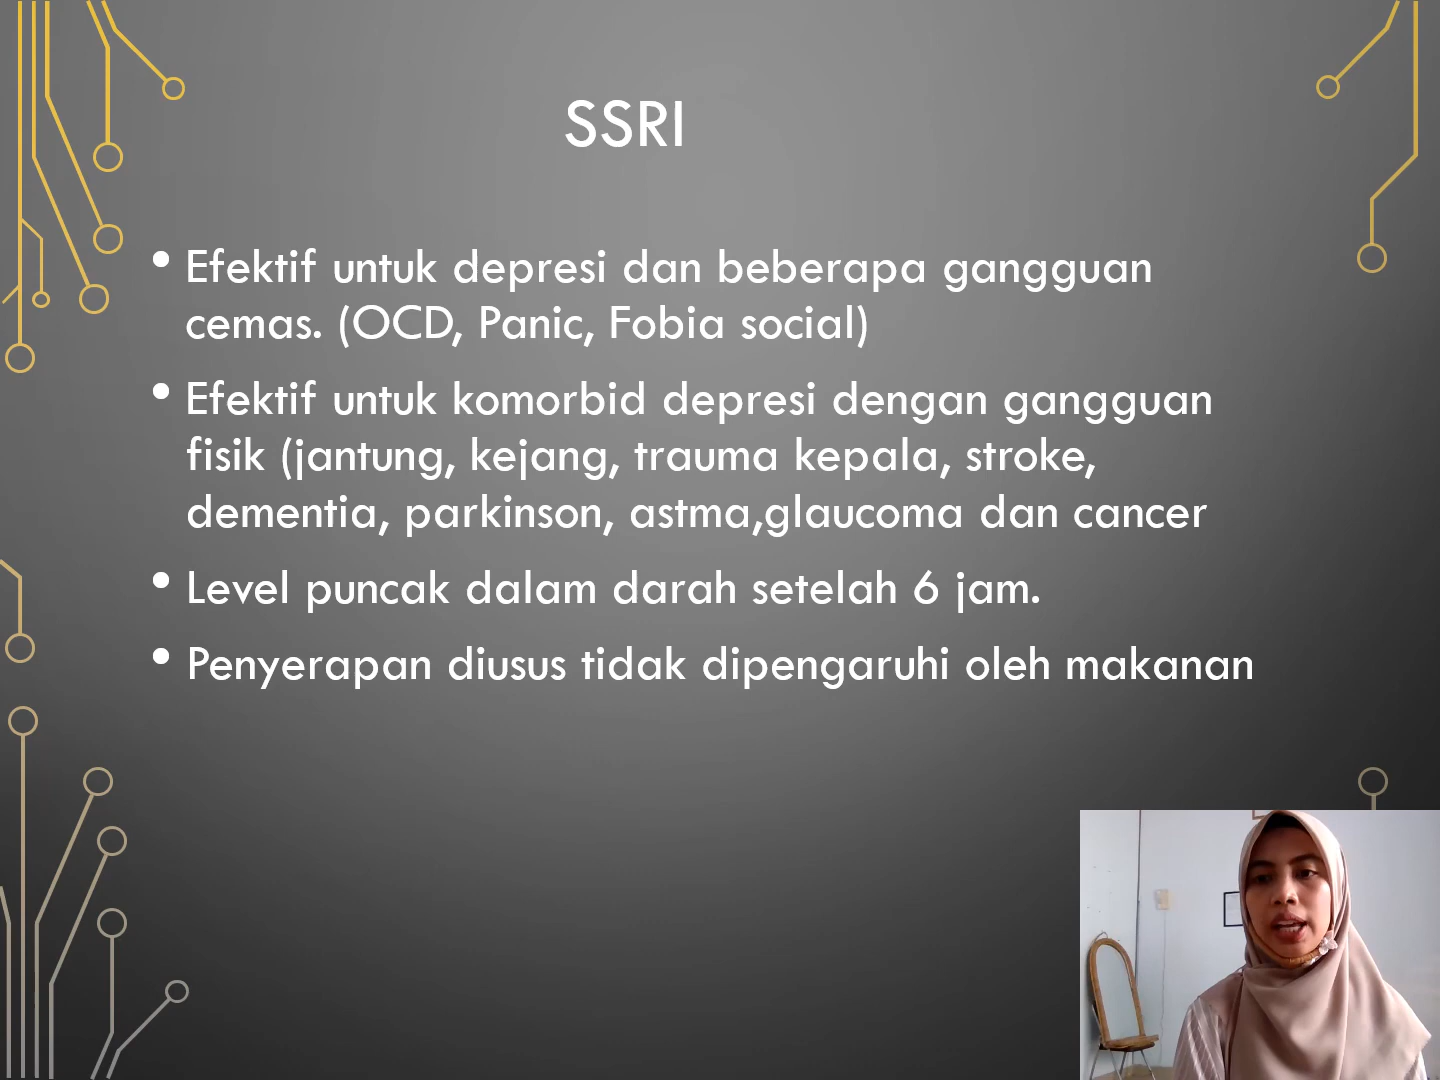 SSRI
• Efektif untuk depresi dan beberapa gangguan
cemas. (OCD, Panic, Fobia social)
• Efektif untuk komorbid depresi dengan gangguan
fisik (jantung, kejang, trauma kepala, stroke,
dementia, parkinson, astma,glaucoma dan cancer
• Level puncak dalam darah setelah 6 jam.
• Penyerapan diusus tidak dipengaruhi oleh makanan